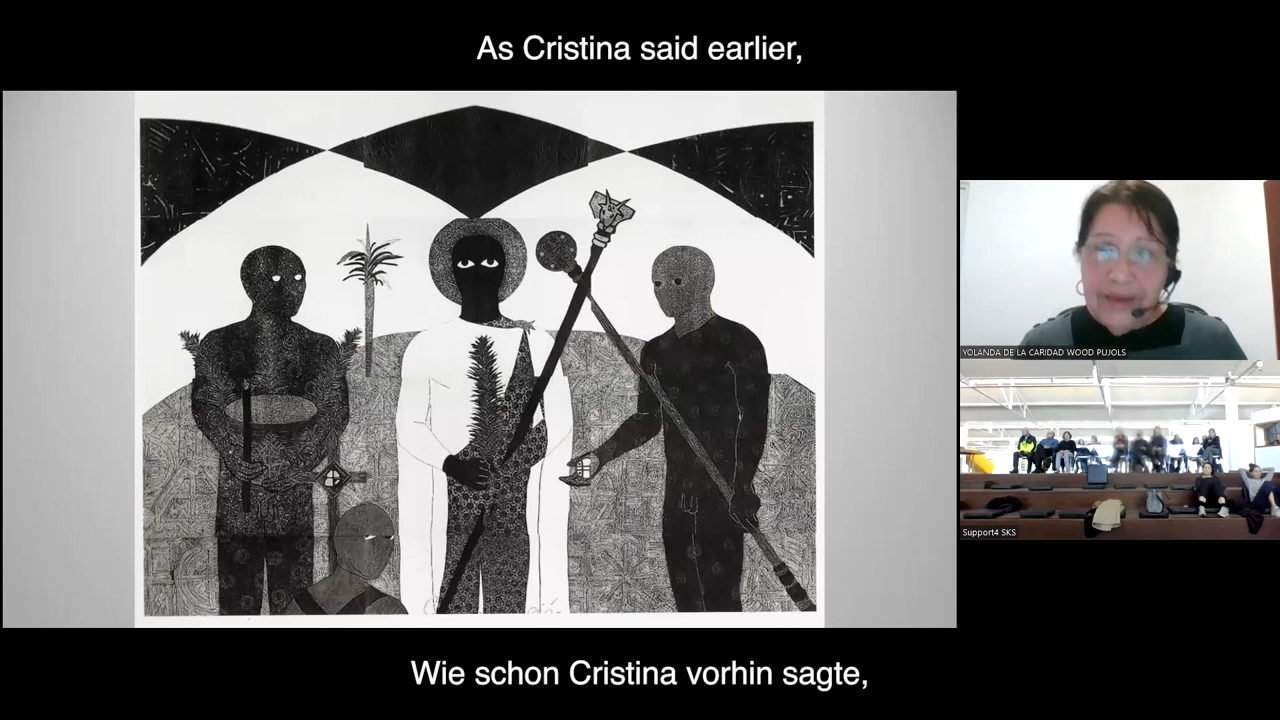 As Cristina said earlier,
YOLANDA DE LA CARIDAD WOOD PUJOLS
Support4 SKS
Wie schon Cristina vorhin sagte,